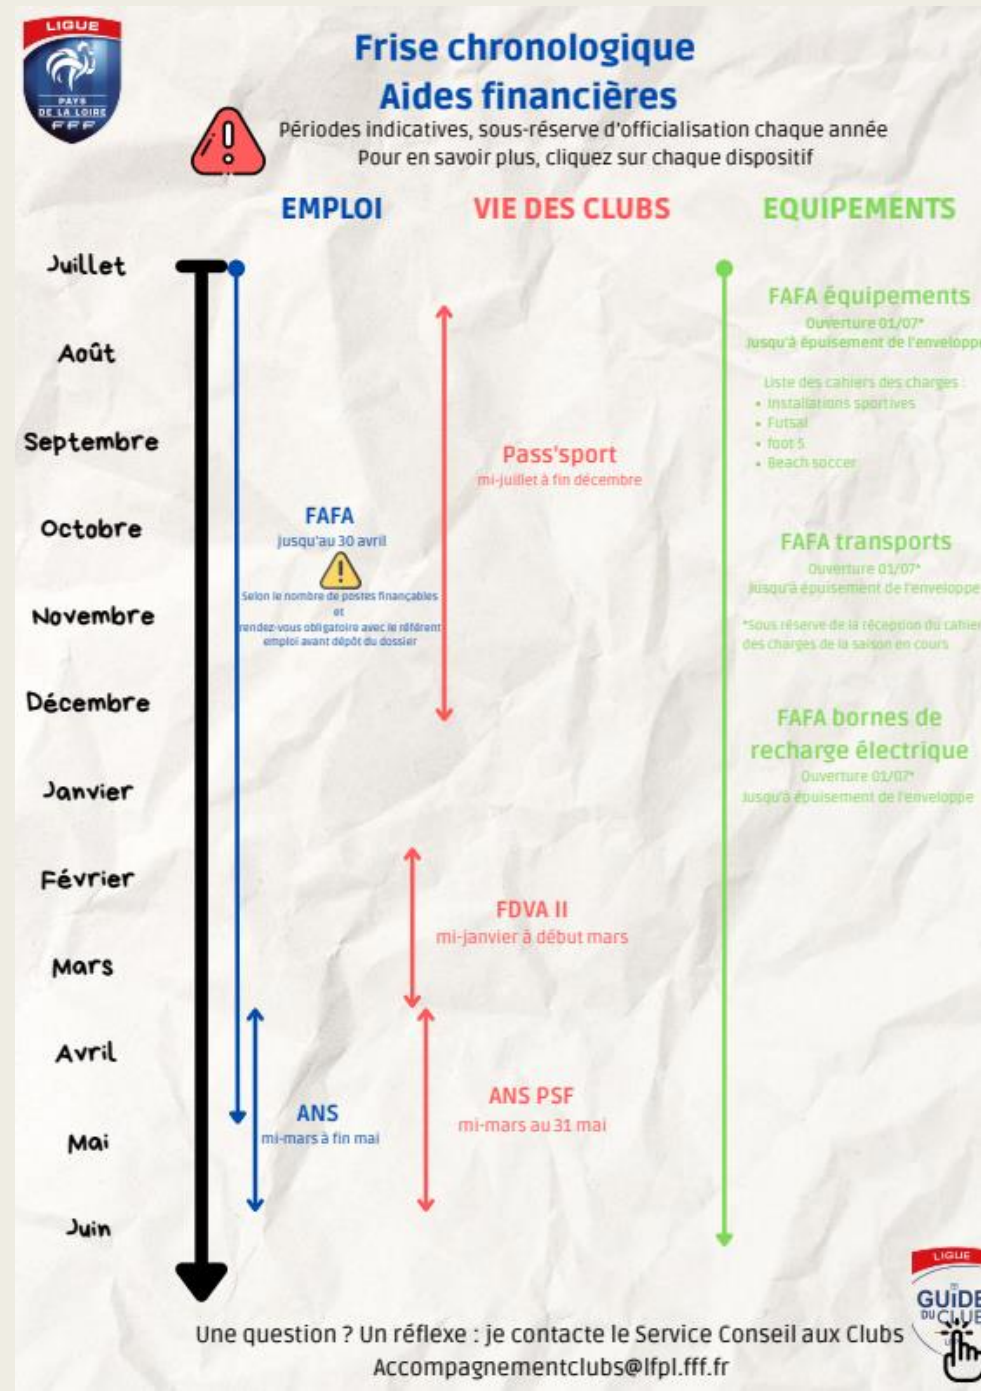 LIGUE
PAYS
DE LA LOIRE
FFF
Frise chronologique
Aides financières
Périodes indicatives, sous-réserve d'officialisation chaque année
Pour en savoir plus, cliquez sur chaque dispositif
EMPLOI
VIE DES CLUBS
EQUIPEMENTS
Juillet
Août
Septembre
Octobre
Novembre
Décembre
Janvier
Février
Mars
Avril
Mai
Juin
FAFA
jusqu'au 30 avril
Selon le nombre de postes finançables
et
rendez-vous obligatoire avec le référent
emploi avant dépôt du dossier
ANS
mi-mars à fin mai
Pass'sport
mi-juillet à fin décembre
FDVA II
mi-janvier à début mars
ANS PSF
mi-mars au 31 mai
FAFA équipements
Ouverture 01/07*
Jusqu'à épuisement de l'enveloppe
Liste des cahiers des charges :
• Installations sportives
• Futsal
• foot 5
• Beach soccer
FAFA transports
Ouverture 01/07*
Jusqu'à épuisement de l'enveloppe
*Sous réserve de la réception du cahier
des charges de la saison en cours
FAFA bornes de
recharge électrique
Ouverture 01/07*
Jusqu'à épuisement de l'enveloppe
Une question ? Un réflexe : je contacte le Service Conseil aux Clubs
Accompagnementclubs@lfpl.fff.fr
LIGUE
GUIDE
DU CLUB